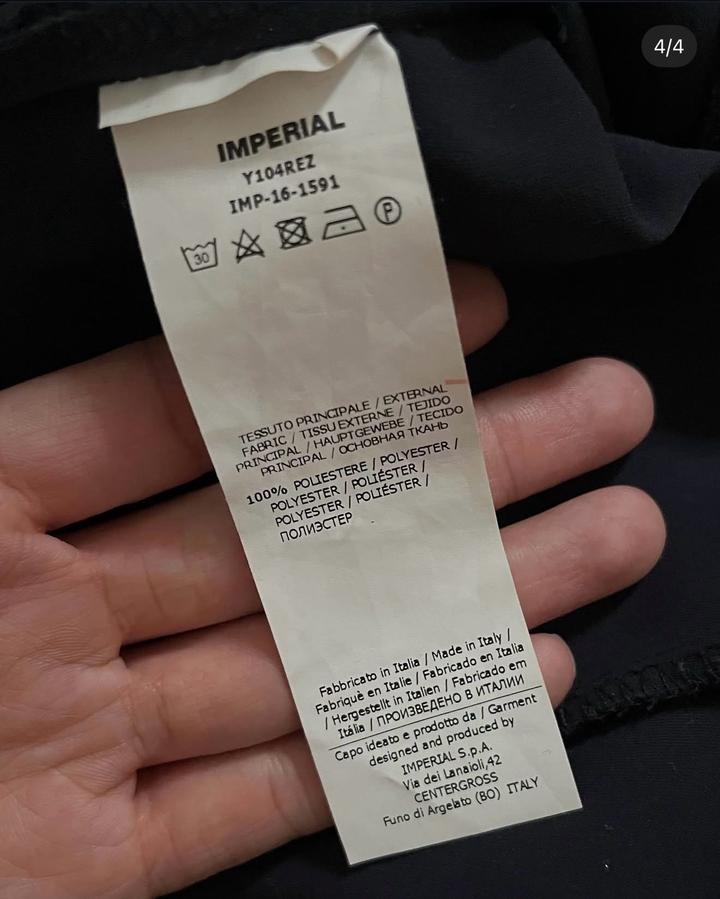 4/4
IMPERIAL
Y104REZ
IMP-16-1591
30
P
TESSUTO PRINCIPALE / EXTERNAL
FABRIC / TISSU EXTERNE / TEJIDO
PRINCIPAL / HAUPTGEWEBE / TECIDO
PRINCIPAL / ОСНОВНАЯ ТКАНЬ
100% POLIESTERE / POLYESTER /
POLYESTER / POLIÉSTER /
POLYESTER / POLIÉSTER /
ПОЛИЭСТЕР
Fabbricato in Italia / Made in Italy /
Fabriquè en Italie / Fabricado en Italia
/ Hergestellt in Italien / Fabricado em
Itália / ПРОИЗВЕДЕНО В ИТАЛИИ
Capo ideato e prodotto da / Garment
designed and produced by
IMPERIAL S.p.A.
Via dei Lanaioli,42
CENTERGROSS
Funo di Argelato (BO) ITALY